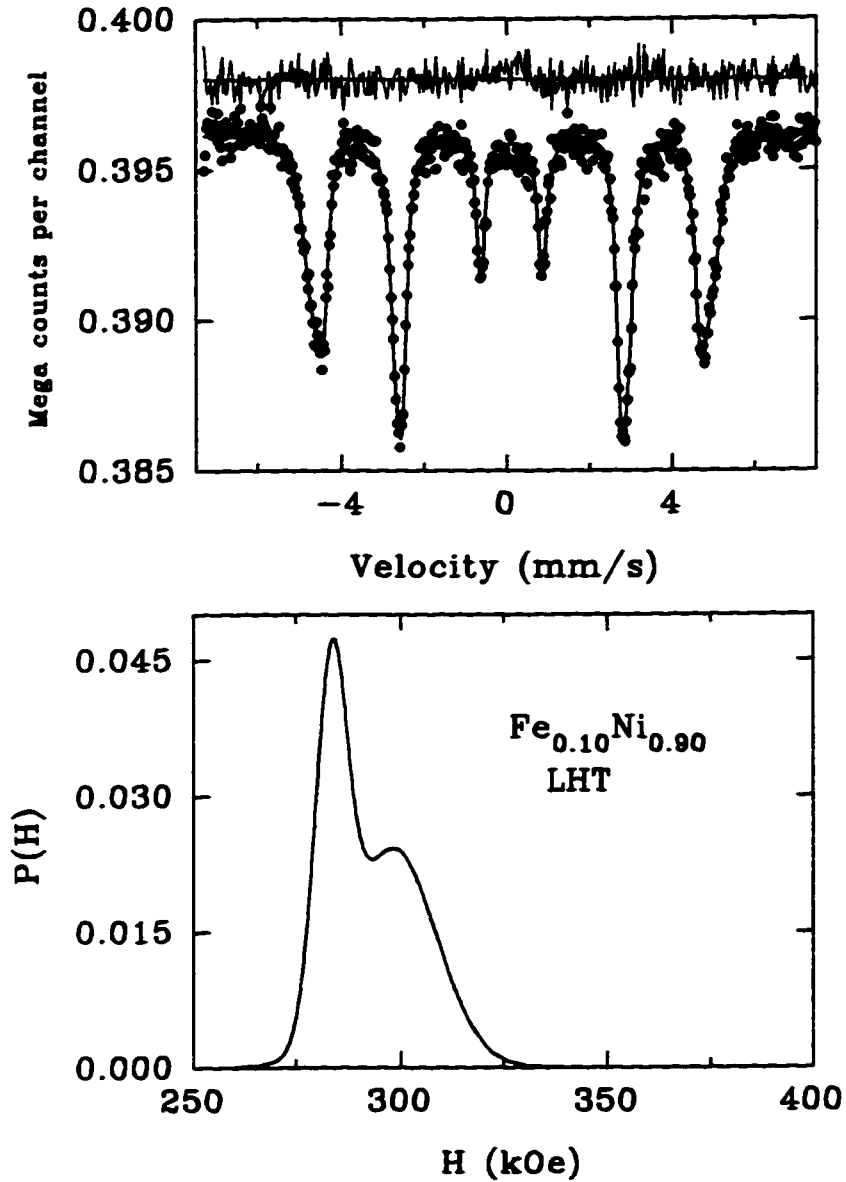 0.400
0.395
0.390
0.385
Mega counts per channel
−4 0 4
Velocity (mm/s)
0.045
0.030
0.015
0.000
P(H)
Fe0.10Ni0.90
LHT
250 300 350 400
H (kOe)